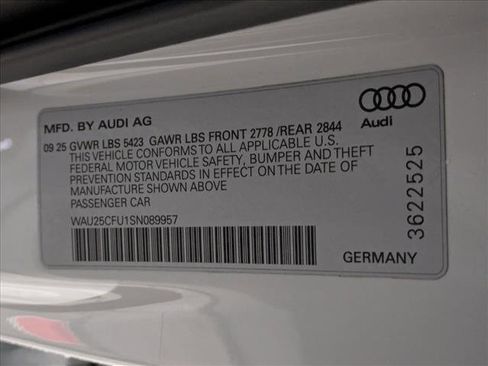 MFD. BY AUDI AG
09 25 GVWR LBS 5423 GAWR LBS FRONT 2778 /REAR 2844
THIS VEHICLE CONFORMS TO ALL APPLICABLE U.S.
FEDERAL MOTOR VEHICLE SAFETY, BUMPER AND THEFT
PREVENTION STANDARDS IN EFFECT ON THE DATE OF
MANUFACTURE SHOWN ABOVE
PASSENGER CAR
WAU25CFU1SN089957
Audi
36222525
GERMANY